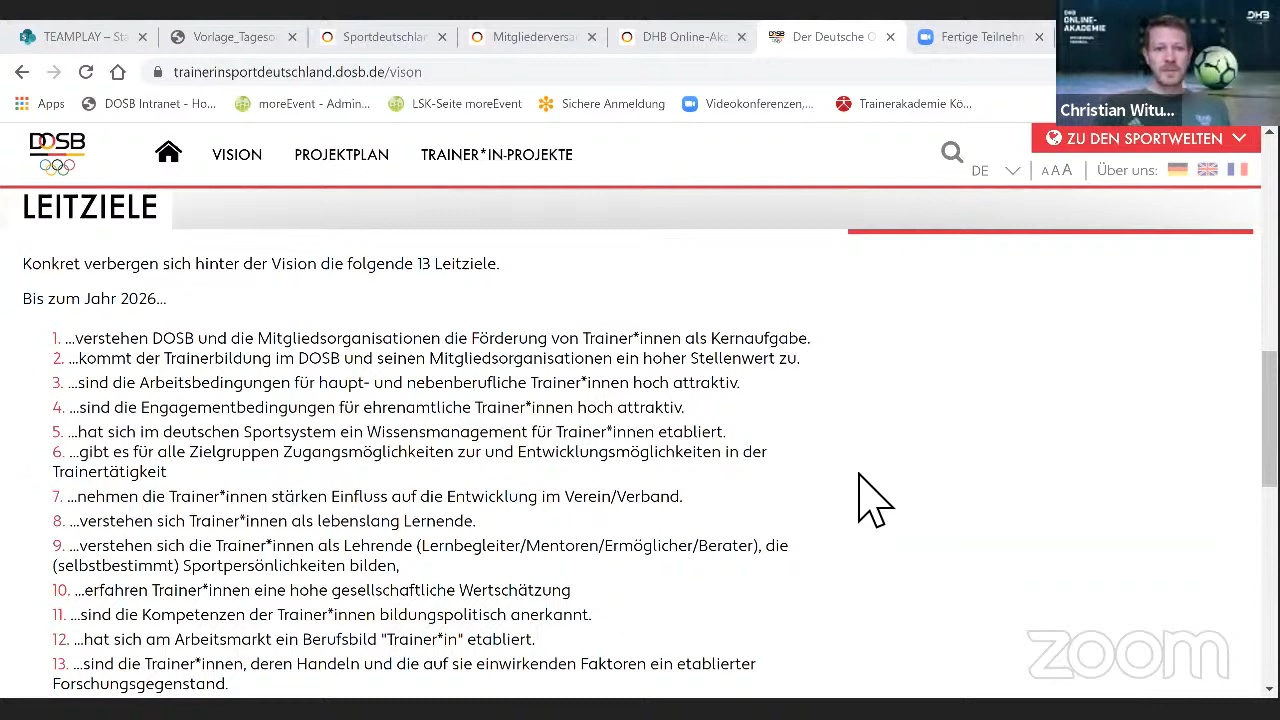 TEAMPLAY – Sta
Vorlage_Tageso
Mitgliederver
DHB Online-Aka
Der Deutsche O
Fertige Teilnehm
DHB
ONLINE-
AKADEMIE
DHB
Christian Witu...
trainerinsportdeutschland.dosb.de/vison
Apps
DOSB Intranet - Ho...
moreEvent - Admin...
LSK-Serie moreEvent
Sichere Anmeldung
Videokonferenzen,...
Trainerakademie Kö...
DOSB
VISION
PROJEKTPLAN
TRAINER*IN-PROJEKTE
ZU DEN SPORTWELTEN
DE
AAA
Über uns:
LEITZIELE
Konkret verbergen sich hinter der Vision die folgende 13 Leitziele.
Bis zum Jahr 2026...
1. ...verstehen DOSB und die Mitgliedsorganisationen die Förderung von Trainer*innen als Kernaufgabe.
2. ...kommt der Trainerbildung im DOSB und seinen Mitgliedsorganisationen ein hoher Stellenwert zu.
3. ...sind die Arbeitsbedingungen für haupt- und nebenberufliche Trainer*innen hoch attraktiv.
4. ...sind die Engagementbedingungen für ehrenamtliche Trainer*innen hoch attraktiv.
5. ...hat sich im deutschen Sportsystem ein Wissensmanagement für Trainer*innen etabliert.
6. ...gibt es für alle Zielgruppen Zugangsmöglichkeiten zur und Entwicklungsmöglichkeiten in der
Trainertätigkeit
7. ...nehmen die Trainer*innen stärken Einfluss auf die Entwicklung im Verein/Verband.
8. ...verstehen sich Trainer*innen als lebenslang Lernende.
9. ...verstehen sich die Trainer*innen als Lehrende (Lernbegleiter/Mentoren/Ermöglicher/Berater), die
(selbstbestimmt) Sportpersönlichkeiten bilden,
10. ...erfahren Trainer*innen eine hohe gesellschaftliche Wertschätzung
11. ...sind die Kompetenzen der Trainer*innen bildungspolitisch anerkannt.
12. ...hat sich am Arbeitsmarkt ein Berufsbild "Trainer*in" etabliert.
13. ...sind die Trainer*innen, deren Handeln und die auf sie einwirkenden Faktoren ein etablierter
Forschungsgegenstand.
zoom